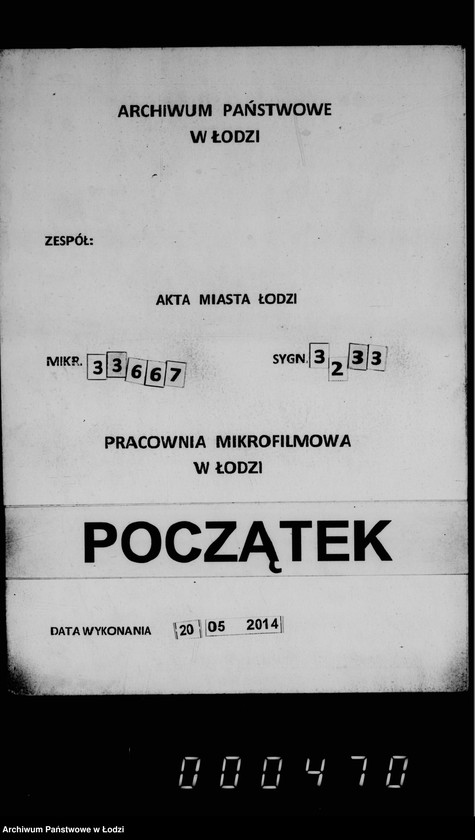 ARCHIWUM PAŃSTWOWE
W ŁODZI
ZESPÓŁ:
AKTA MIASTA ŁODZI
MIKR. 33667 SYGN. 3233
PRACOWNIA MIKROFILMOWA
W ŁODZI
POCZĄTEK
DATA WYKONANIA 20 05 2014
000470
Archiwum Państwowe w Łodzi